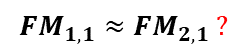 FM₁,₁ ≈ FM₂,₁ ?